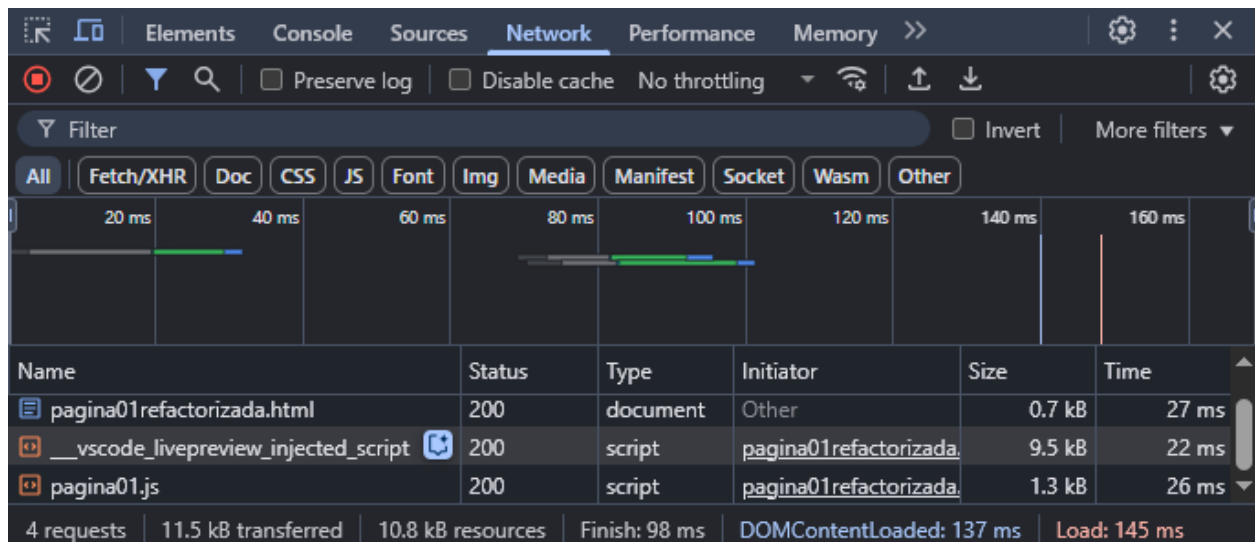 Elements Console Sources Network Performance Memory
Preserve log Disable cache No throttling
Filter Invert More filters
All Fetch/XHR Doc CSS JS Font Img Media Manifest Socket Wasm Other
20 ms 40 ms 60 ms 80 ms 100 ms 120 ms 140 ms 160 ms
Name Status Type Initiator Size Time
pagina01refactorizada.html 200 document Other 0.7 kB 27 ms
__vscode_livepreview_injected_script 200 script pagina01refactorizada. 9.5 kB 22 ms
pagina01.js 200 script pagina01refactorizada. 1.3 kB 26 ms
4 requests 11.5 kB transferred 10.8 kB resources Finish: 98 ms DOMContentLoaded: 137 ms Load: 145 ms